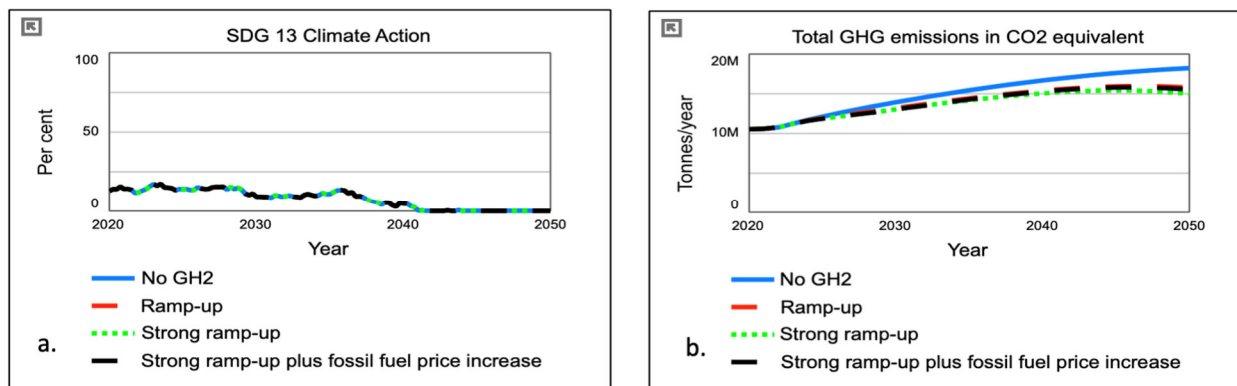 SDG 13 Climate Action
100
50
0
Per cent
2020
2030
2040
2050
Year
No GH2
Ramp-up
Strong ramp-up
Strong ramp-up plus fossil fuel price increase
a.
Total GHG emissions in CO2 equivalent
20M
10M
0
Tonnes/year
2020
2030
2040
2050
Year
No GH2
Ramp-up
Strong ramp-up
Strong ramp-up plus fossil fuel price increase
b.